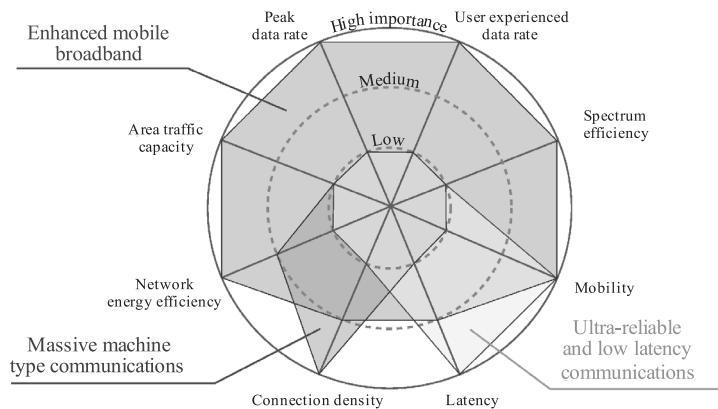 Peak
data rate
High importance
User experienced
data rate
Enhanced mobile
broadband
Medium
Area traffic
capacity
Low
Spectrum
efficiency
Network
energy efficiency
Mobility
Massive machine
type communications
Ultra-reliable
and low latency
communications
Connection density
Latency